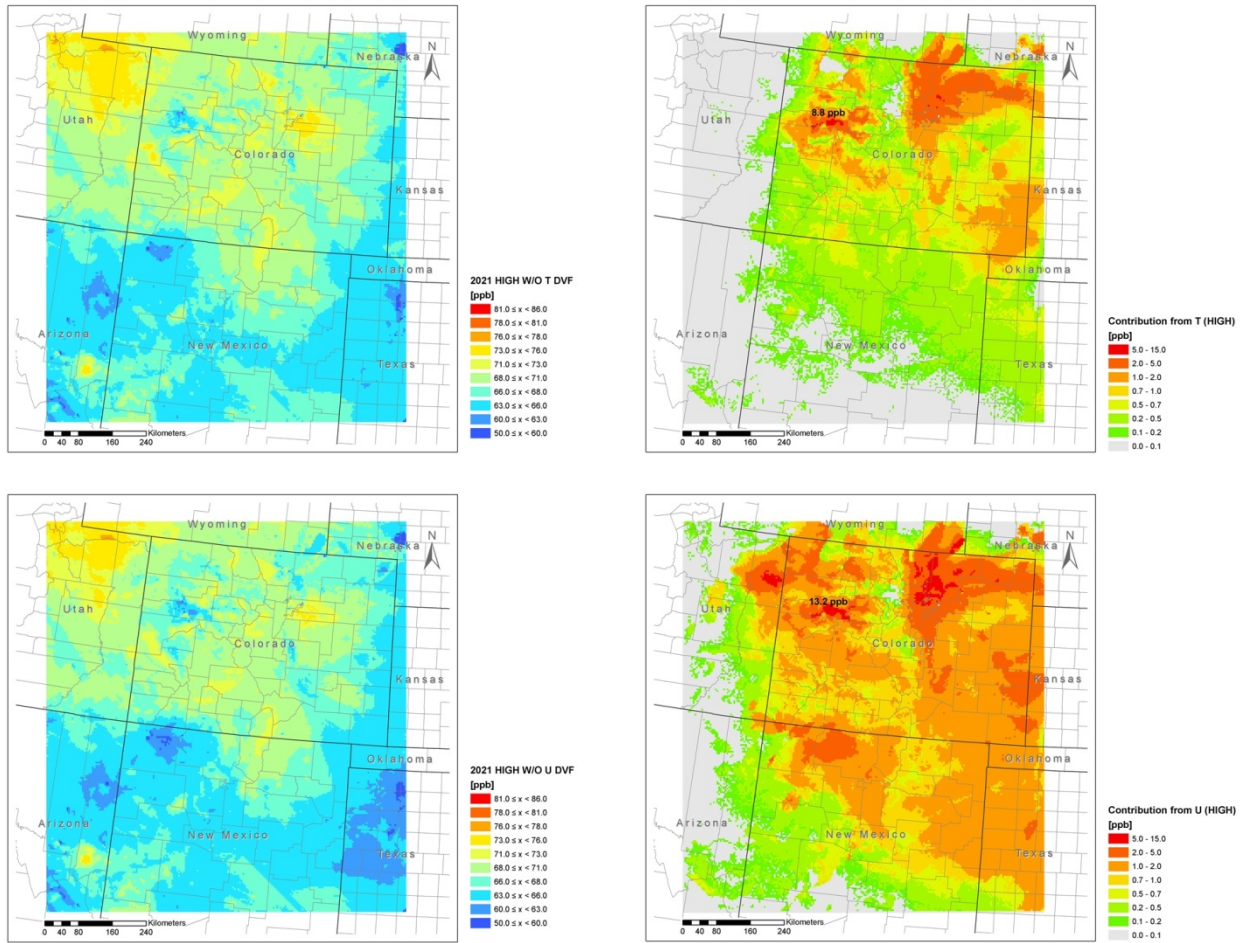 Wyoming
N
Nebraska
Utah
Colorado
Kansas
Oklahoma
Arizona
New Mexico
Texas
0 40 80 160 240 Kilometers
2021 HIGH W/O T DVF
[ppb]
81.0 ≤ x < 86.0
78.0 ≤ x < 81.0
76.0 ≤ x < 78.0
73.0 ≤ x < 76.0
71.0 ≤ x < 73.0
68.0 ≤ x < 71.0
66.0 ≤ x < 68.0
63.0 ≤ x < 66.0
60.0 ≤ x < 63.0
50.0 ≤ x < 60.0
Wyoming
N
Nebraska
8.8 ppb
Utah
Colorado
Kansas
Oklahoma
Arizona
New Mexico
Texas
0 20 40 80 160 240 Kilometers
Contribution from T (HIGH)
[ppb]
5.0 - 15.0
2.0 - 5.0
1.0 - 2.0
0.7 - 1.0
0.5 - 0.7
0.2 - 0.5
0.1 - 0.2
0.0 - 0.1
Wyoming
N
Nebraska
Utah
Colorado
Kansas
Oklahoma
Arizona
New Mexico
Texas
0 40 80 160 240 Kilometers
2021 HIGH W/O U DVF
[ppb]
81.0 ≤ x < 86.0
78.0 ≤ x < 81.0
76.0 ≤ x < 78.0
73.0 ≤ x < 76.0
71.0 ≤ x < 73.0
68.0 ≤ x < 71.0
66.0 ≤ x < 68.0
63.0 ≤ x < 66.0
60.0 ≤ x < 63.0
50.0 ≤ x < 60.0
Wyoming
N
Nebraska
13.2 ppb
Utah
Colorado
Kansas
Oklahoma
Arizona
New Mexico
Texas
0 20 40 80 160 240 Kilometers
Contribution from U (HIGH)
[ppb]
5.0 - 15.0
2.0 - 5.0
1.0 - 2.0
0.7 - 1.0
0.5 - 0.7
0.2 - 0.5
0.1 - 0.2
0.0 - 0.1